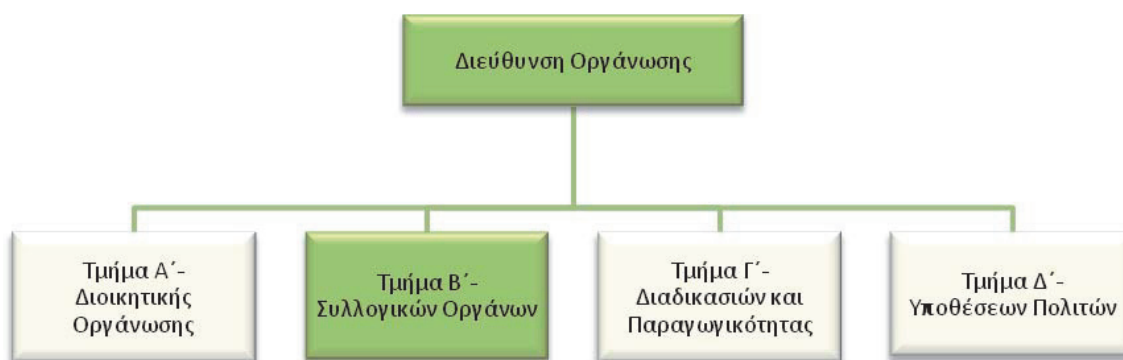 Διεύθυνση Οργάνωσης
Τμήμα Α΄-
Διοικητικής
Οργάνωσης
Τμήμα Β΄-
Συλλογικών Οργάνων
Τμήμα Γ΄-
Διαδικασιών και
Παραγωγικότητας
Τμήμα Δ΄-
Υποθέσεων Πολιτών